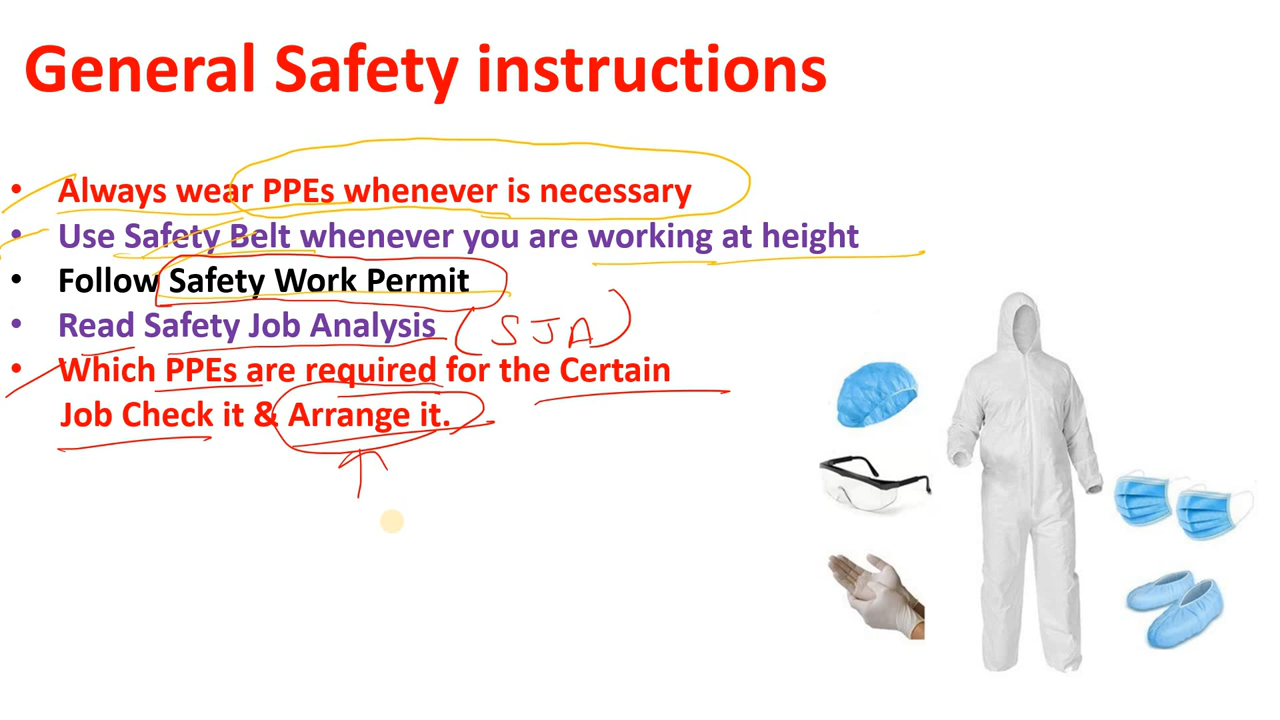 General Safety instructions
• Always wear PPEs whenever is necessary
• Use Safety Belt whenever you are working at height
• Follow Safety Work Permit
• Read Safety Job Analysis (SJA)
• Which PPEs are required for the Certain
Job Check it & Arrange it.